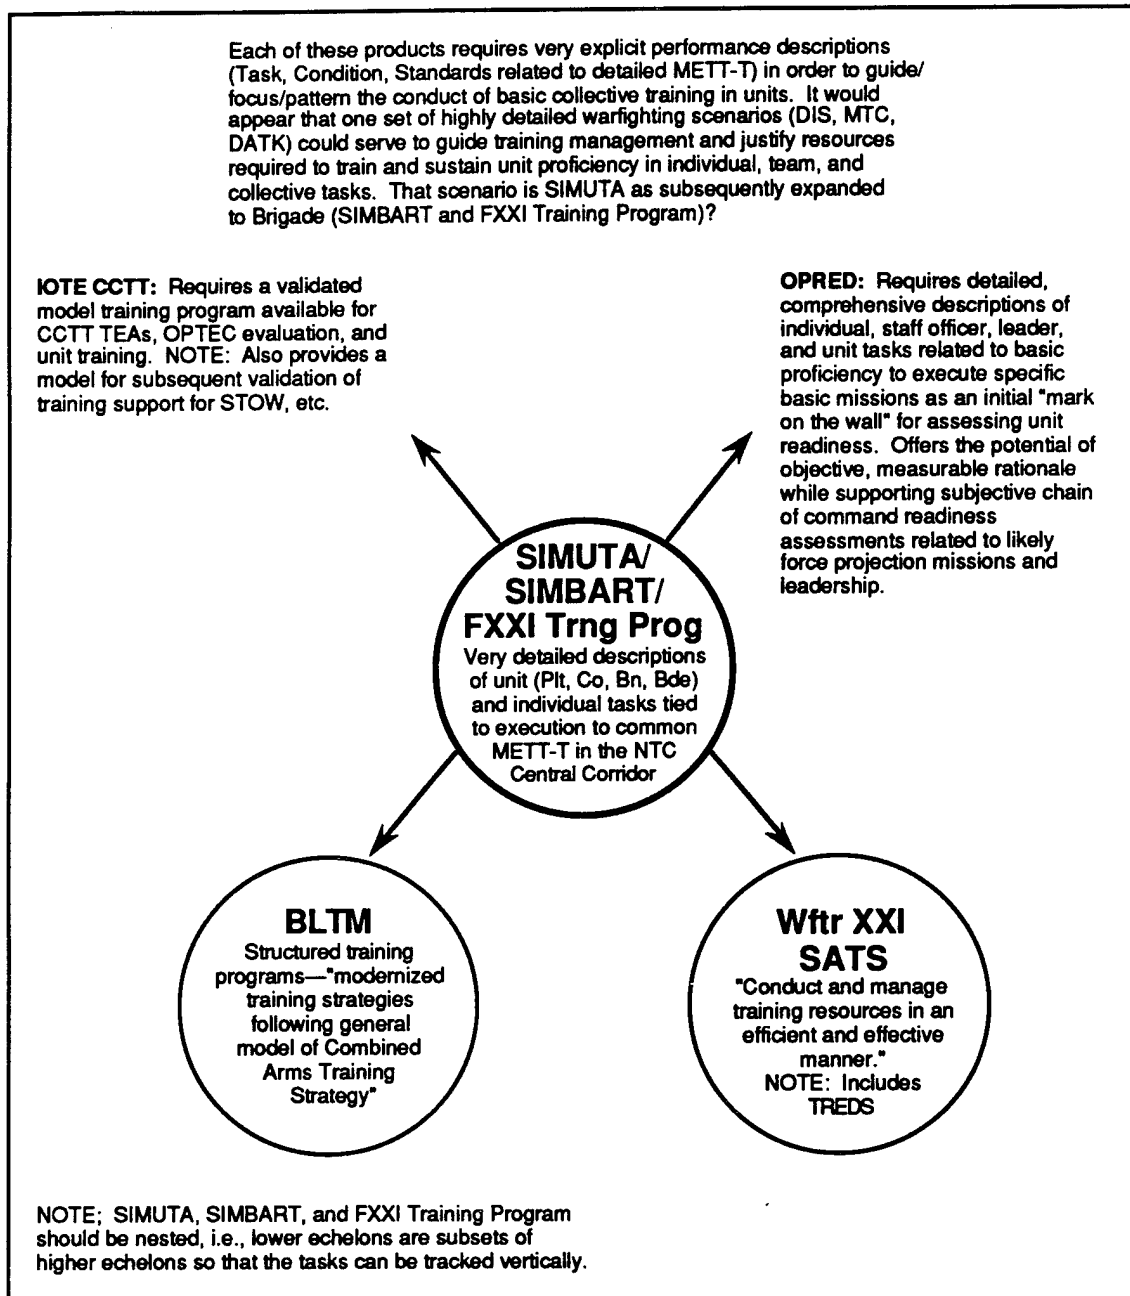 Each of these products requires very explicit performance descriptions
(Task, Condition, Standards related to detailed METT-T) in order to guide/
focus/pattern the conduct of basic collective training in units. It would
appear that one set of highly detailed warfighting scenarios (DIS, MTC,
DATK) could serve to guide training management and justify resources
required to train and sustain unit proficiency in individual, team, and
collective tasks. That scenario is SIMUTA as subsequently expanded
to Brigade (SIMBART and FXXI Training Program)?
IOTE CCTT: Requires a validated
model training program available for
CCTT TEAs, OPTEC evaluation, and
unit training. NOTE: Also provides a
model for subsequent validation of
training support for STOW, etc.
OPRED: Requires detailed,
comprehensive descriptions of
individual, staff officer, leader,
and unit tasks related to basic
proficiency to execute specific
basic missions as an initial "mark
on the wall" for assessing unit
readiness. Offers the potential of
objective, measurable rationale
while supporting subjective chain
of command readiness
assessments related to likely
force projection missions and
leadership.
SIMUTA/
SIMBART/
FXXI Trng Prog
Very detailed descriptions
of unit (Plt, Co, Bn, Bde)
and individual tasks tied
to execution to common
METT-T in the NTC
Central Corridor
BLTM
Structured training
programs—"modernized
training strategies
following general
model of Combined
Arms Training
Strategy"
Wftr XXI
SATS
"Conduct and manage
training resources in an
efficient and effective
manner."
NOTE: Includes
TREDS
NOTE; SIMUTA, SIMBART, and FXXI Training Program
should be nested, i.e., lower echelons are subsets of
higher echelons so that the tasks can be tracked vertically.